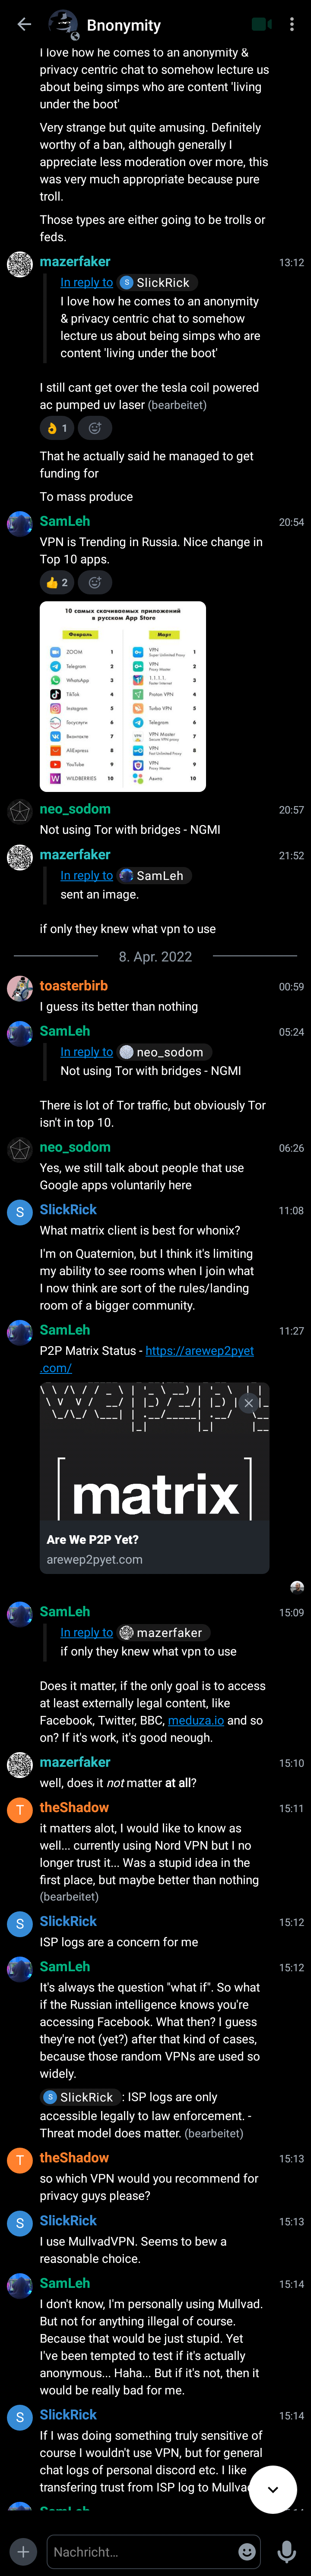 Bnonymity
I love how he comes to an anonymity &
privacy centric chat to somehow lecture us
about being simps who are content 'living
under the boot'
Very strange but quite amusing. Definitely
worthy of a ban, although generally I
appreciate less moderation over more, this
was very much appropriate because pure
troll.
Those types are either going to be trolls or
feds.
mazerfaker 13:12
In reply to S SlickRick
I love how he comes to an anonymity
& privacy centric chat to somehow
lecture us about being simps who are
content 'living under the boot'
I still cant get over the tesla coil powered
ac pumped uv laser (bearbeitet)
👌 1
That he actually said he managed to get
funding for
To mass produce
SamLeh 20:54
VPN is Trending in Russia. Nice change in
Top 10 apps.
👍 2
10 самых скачиваемых приложений
в русском App Store
Февраль Март
ZOOM 1 VPN Super Unlimited Proxy 1
Telegram 2 VPN Proxy Master 2
WhatsApp 3 1.1.1.1. Faster Internet 3
TikTok 4 Proton VPN 4
Instagram 5 Turbo VPN 5
Госуслуги 6 Telegram 6
Вконтакте 7 VPN Master Secure VPN proxy 7
AliExpress 8 VPN Fast Unlimited Proxy 8
YouTube 9 VPN Proxy Master 9
WILDBERRIES 10 Авито 10
neo_sodom 20:57
Not using Tor with bridges - NGMI
mazerfaker 21:52
In reply to SamLeh
sent an image.
if only they knew what vpn to use
8. Apr. 2022
toasterbirb 00:59
I guess its better than nothing
SamLeh 05:24
In reply to neo_sodom
Not using Tor with bridges - NGMI
There is lot of Tor traffic, but obviously Tor
isn't in top 10.
neo_sodom 06:26
Yes, we still talk about people that use
Google apps voluntarily here
S SlickRick 11:08
What matrix client is best for whonix?
I'm on Quaternion, but I think it's limiting
my ability to see rooms when I join what
I now think are sort of the rules/landing
room of a bigger community.
SamLeh 11:27
P2P Matrix Status - https://arewep2pyet
.com/
[matrix]
Are We P2P Yet?
arewep2pyet.com
SamLeh 15:09
In reply to mazerfaker
if only they knew what vpn to use
Does it matter, if the only goal is to access
at least externally legal content, like
Facebook, Twitter, BBC, meduza.io and so
on? If it's work, it's good neough.
mazerfaker 15:10
well, does it not matter at all?
T theShadow 15:11
it matters alot, I would like to know as
well... currently using Nord VPN but I no
longer trust it... Was a stupid idea in the
first place, but maybe better than nothing
(bearbeitet)
S SlickRick 15:12
ISP logs are a concern for me
SamLeh 15:12
It's always the question "what if". So what
if the Russian intelligence knows you're
accessing Facebook. What then? I guess
they're not (yet?) after that kind of cases,
because those random VPNs are used so
widely.
S SlickRick : ISP logs are only
accessible legally to law enforcement. -
Threat model does matter. (bearbeitet)
T theShadow 15:13
so which VPN would you recommend for
privacy guys please?
S SlickRick 15:13
I use MullvadVPN. Seems to bew a
reasonable choice.
SamLeh 15:14
I don't know, I'm personally using Mullvad.
But not for anything illegal of course.
Because that would be just stupid. Yet
I've been tempted to test if it's actually
anonymous... Haha... But if it's not, then it
would be really bad for me.
S SlickRick 15:14
If I was doing something truly sensitive of
course I wouldn't use VPN, but for general
chat logs of personal discord etc. I like
transfering trust from ISP log to Mullva
Nachricht…